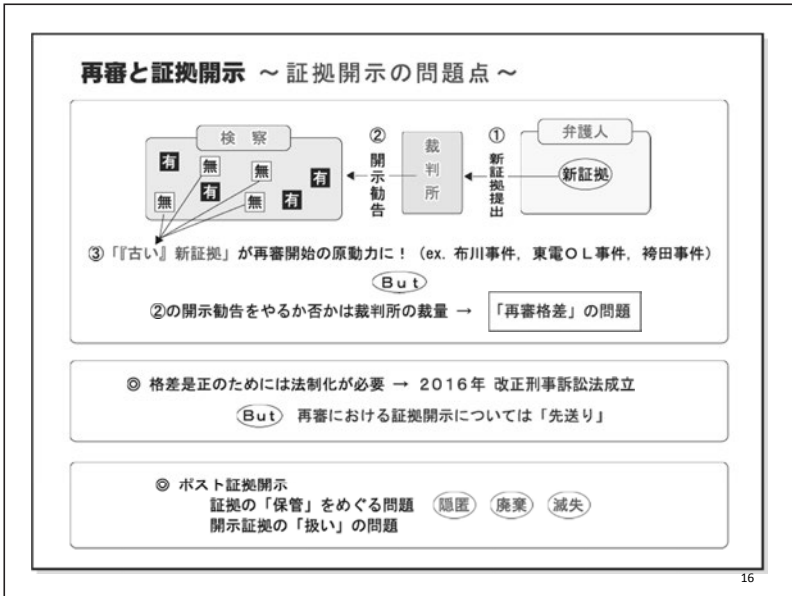 再審と証拠開示 ～証拠開示の問題点～
検 察
有
無
無
有
無
有
無
有
② 開示勧告
裁判所
① 新証拠提出
弁護人
新証拠
③「『古い』新証拠」が再審開始の原動力に！（ex. 布川事件，東電ＯＬ事件，袴田事件）
Ｂｕｔ
②の開示勧告をやるか否かは裁判所の裁量 → 「再審格差」の問題
◎ 格差是正のためには法制化が必要 → ２０１６年 改正刑事訴訟法成立
Ｂｕｔ 再審における証拠開示については「先送り」
◎ ポスト証拠開示
証拠の「保管」をめぐる問題 隠匿 廃棄 滅失
開示証拠の「扱い」の問題
16